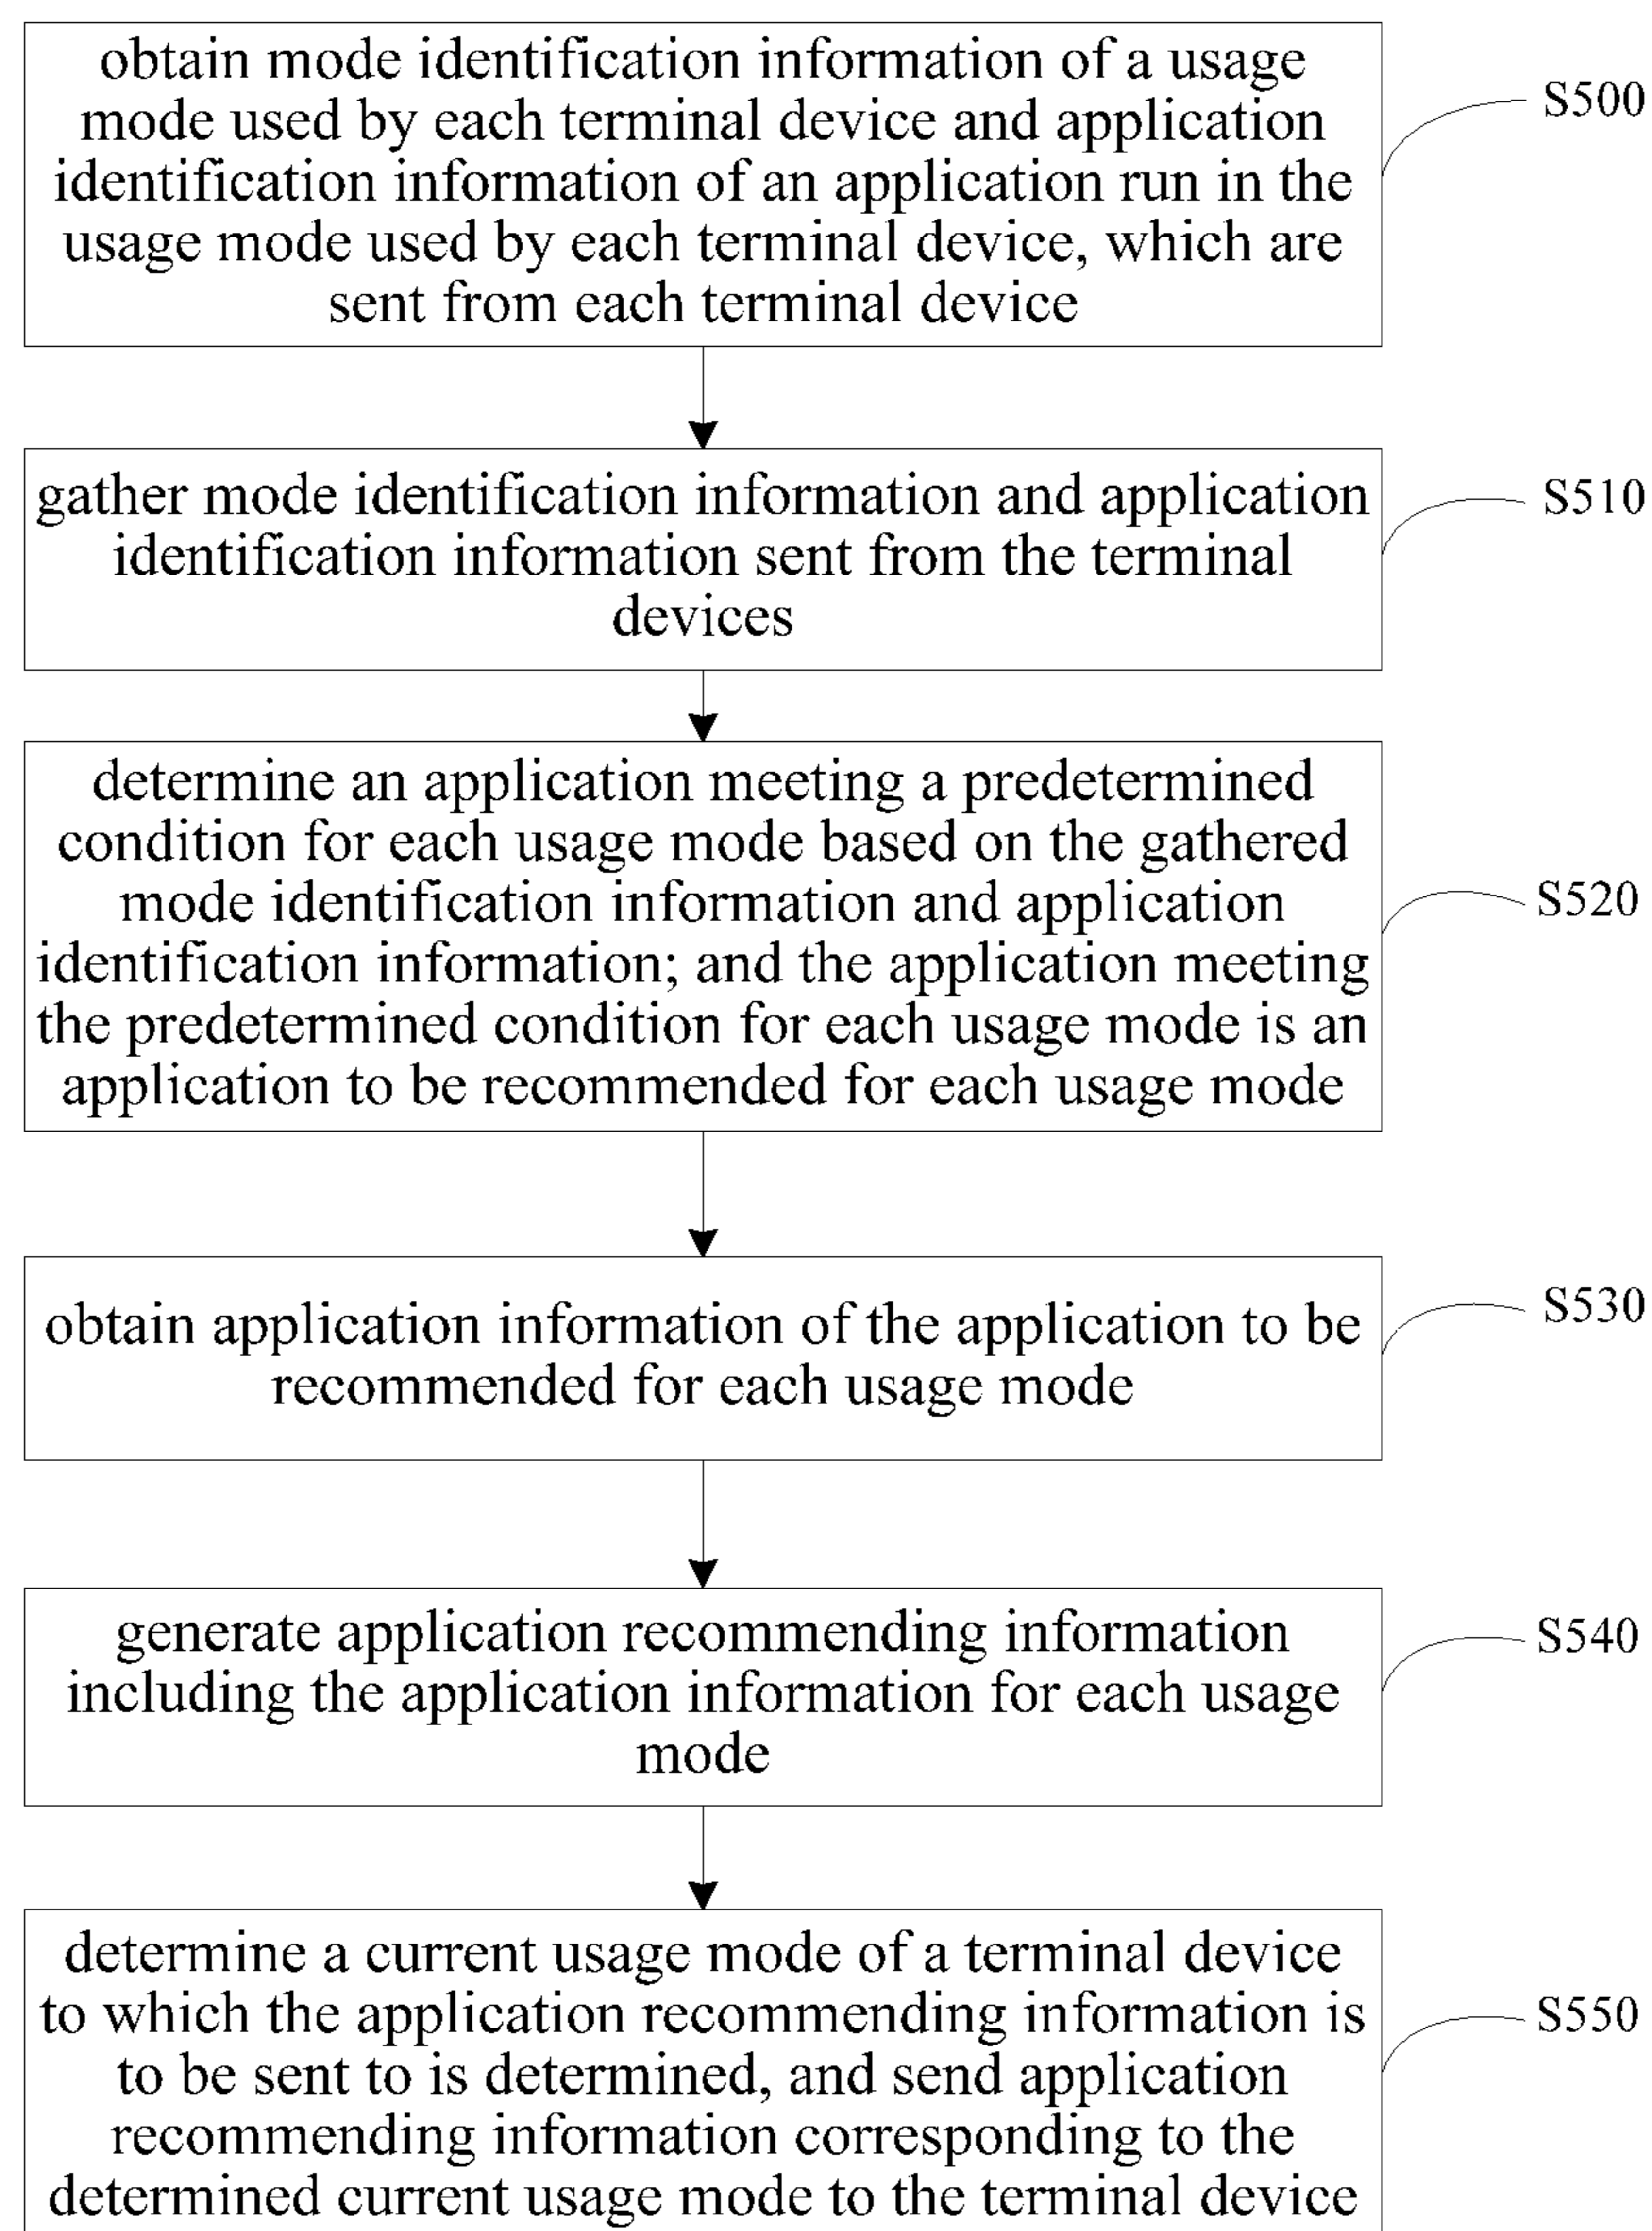 obtain mode identification information of a usage
mode used by each terminal device and application
identification information of an application run in the
usage mode used by each terminal device, which are
sent from each terminal device
S500
gather mode identification information and application
identification information sent from the terminal
devices
S510
determine an application meeting a predetermined
condition for each usage mode based on the gathered
mode identification information and application
identification information; and the application meeting
the predetermined condition for each usage mode is an
application to be recommended for each usage mode
S520
obtain application information of the application to be
recommended for each usage mode
S530
generate application recommending information
including the application information for each usage
mode
S540
determine a current usage mode of a terminal device
to which the application recommending information is
to be sent to is determined, and send application
recommending information corresponding to the
determined current usage mode to the terminal device
S550